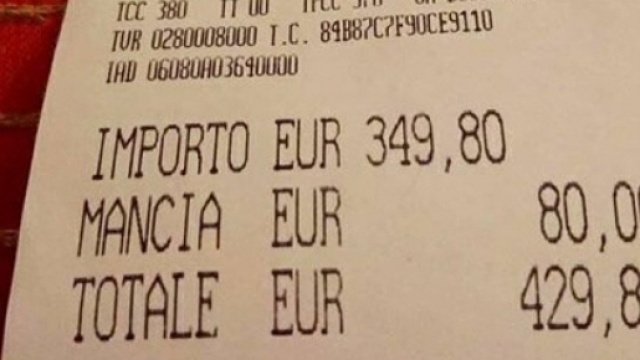 TCC 380 TT 00
TVR 0280008000 T.C. 84B87C7F90CE9110
IAD 06080A03640000
IMPORTO EUR 349,80
MANCIA EUR 80,0
TOTALE EUR 429,8